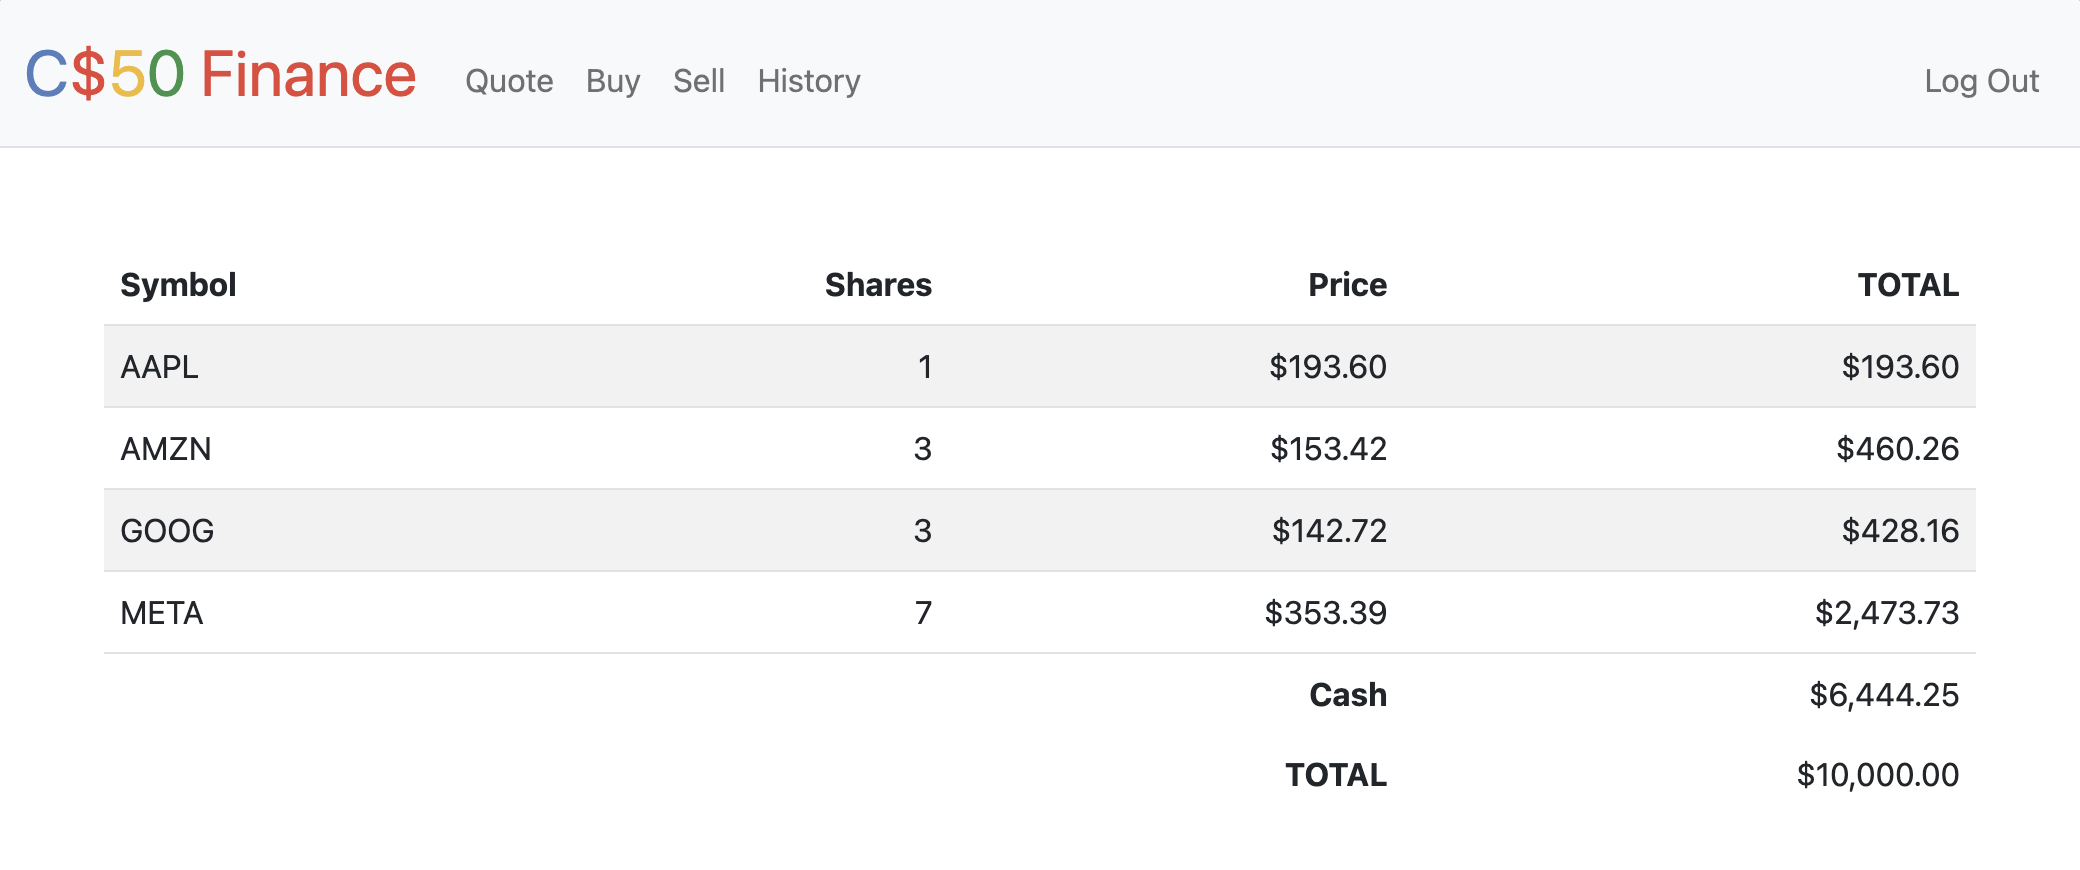 C$50 Finance Quote Buy Sell History Log Out
Symbol Shares Price TOTAL
AAPL 1 $193.60 $193.60
AMZN 3 $153.42 $460.26
GOOG 3 $142.72 $428.16
META 7 $353.39 $2,473.73
Cash $6,444.25
TOTAL $10,000.00